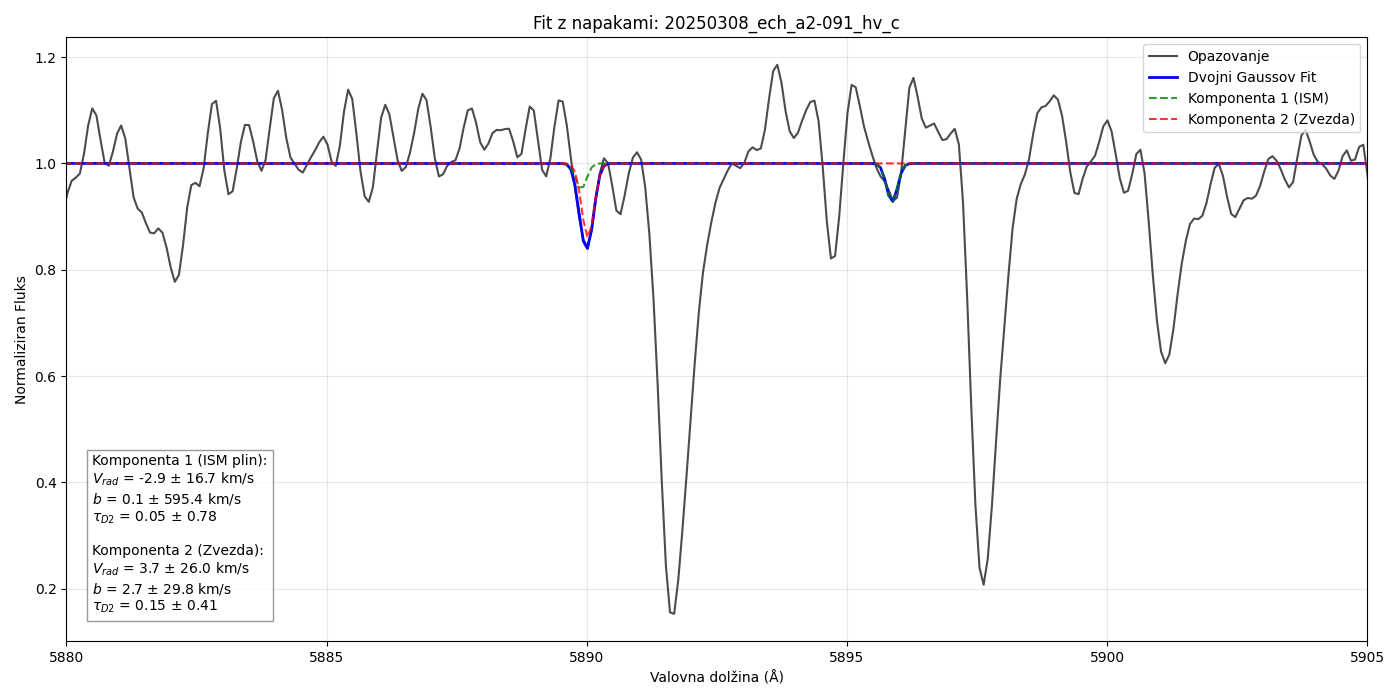 Fit z napakami: 20250308_ech_a2-091_hv_c
Opazovanje
Dvojni Gaussov Fit
Komponenta 1 (ISM)
Komponenta 2 (Zvezda)
Normaliziran Fluks
1.2
1.0
0.8
0.6
0.4
0.2
Komponenta 1 (ISM plin):
V_rad = -2.9 ± 16.7 km/s
b = 0.1 ± 595.4 km/s
τ_D2 = 0.05 ± 0.78
Komponenta 2 (Zvezda):
V_rad = 3.7 ± 26.0 km/s
b = 2.7 ± 29.8 km/s
τ_D2 = 0.15 ± 0.41
5880 5885 5890 5895 5900 5905
Valovna dolžina (Å)